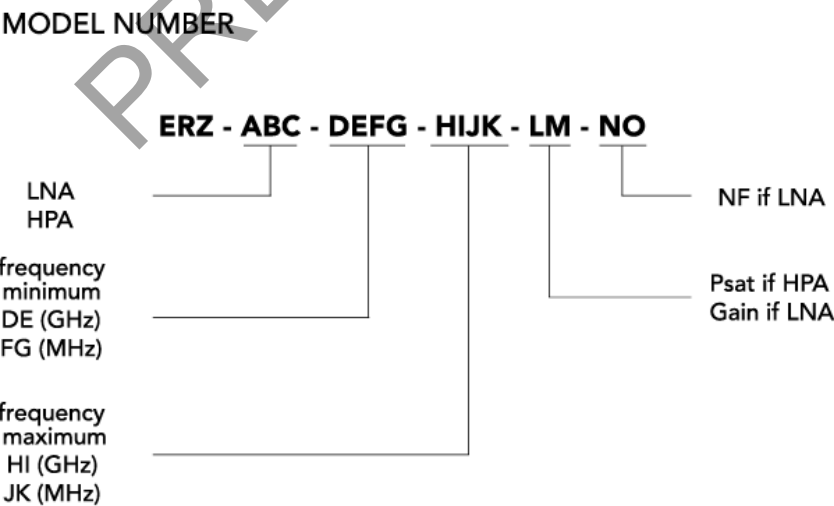 MODEL NUMBER
ERZ - ABC - DEFG - HIJK - LM - NO
LNA
HPA
frequency
minimum
DE (GHz)
FG (MHz)
frequency
maximum
HI (GHz)
JK (MHz)
NF if LNA
Psat if HPA
Gain if LNA